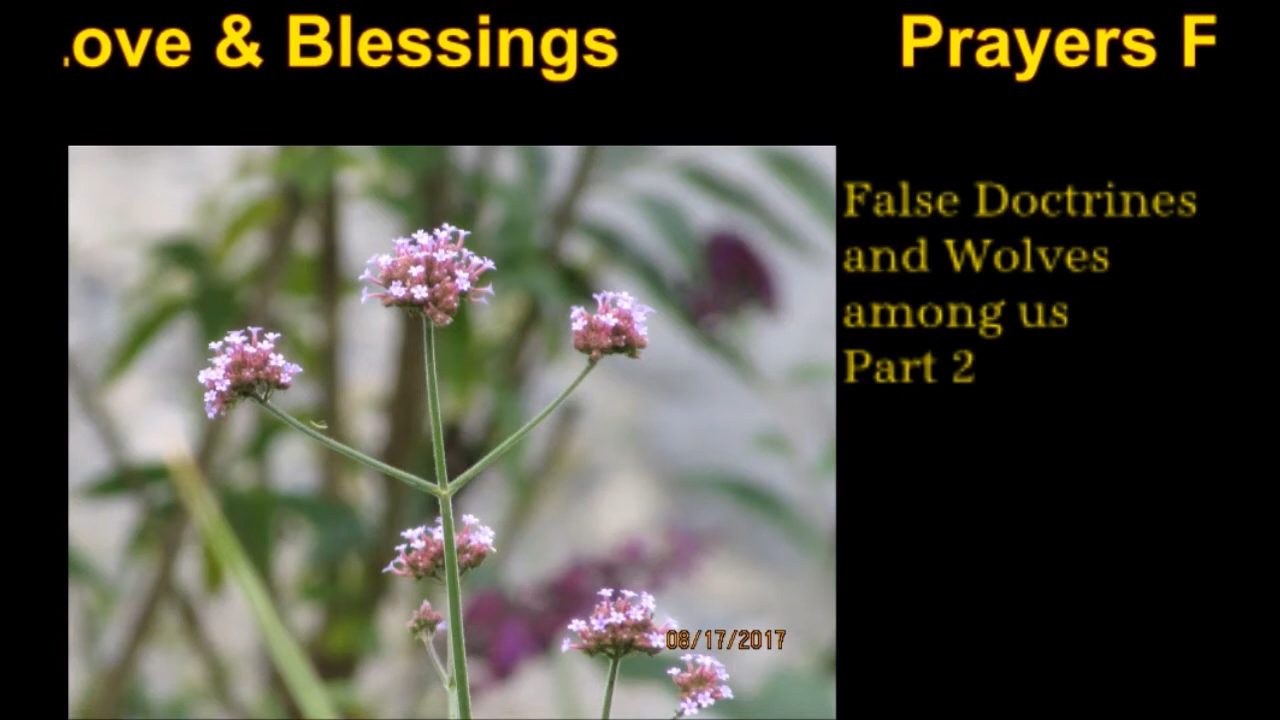 ove & Blessings Prayers F
False Doctrines
and Wolves
among us
Part 2
08/17/2017